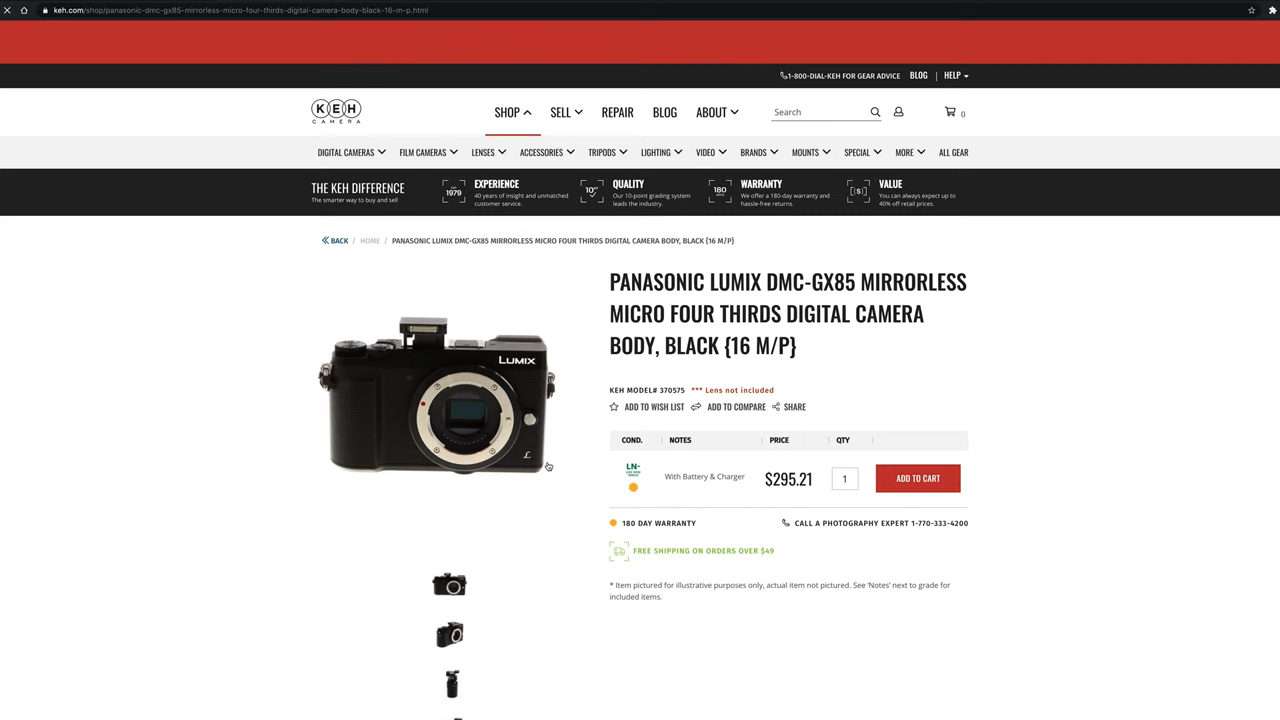 keh.com/shop/panasonic-dmc-gx85-mirrorless-micro-four-thirds-digital-camera-body-black-16-m-p.html
1-800-DIAL-KEH FOR GEAR ADVICE BLOG | HELP
KEH
CAMERA
SHOP SELL REPAIR BLOG ABOUT Search 0
DIGITAL CAMERAS FILM CAMERAS LENSES ACCESSORIES TRIPODS LIGHTING VIDEO BRANDS MOUNTS SPECIAL MORE ALL GEAR
THE KEH DIFFERENCE
The smarter way to buy and sell
1979
EXPERIENCE
40 years of insight and unmatched
customer service.
QUALITY
Our 10-point grading system
leads the industry.
180
WARRANTY
We offer a 180-day warranty and
hassle-free returns.
($)
VALUE
You can always expect up to
40% off retail prices.
BACK / HOME / PANASONIC LUMIX DMC-GX85 MIRRORLESS MICRO FOUR THIRDS DIGITAL CAMERA BODY, BLACK {16 M/P}
LUMIX
PANASONIC LUMIX DMC-GX85 MIRRORLESS
MICRO FOUR THIRDS DIGITAL CAMERA
BODY, BLACK {16 M/P}
KEH MODEL# 370575 *** Lens not included
ADD TO WISH LIST ADD TO COMPARE SHARE
COND. NOTES PRICE QTY
LN-
With Battery & Charger $295.21 1 ADD TO CART
180 DAY WARRANTY CALL A PHOTOGRAPHY EXPERT 1-770-333-4200
FREE SHIPPING ON ORDERS OVER $49
* Item pictured for illustrative purposes only, actual item not pictured. See 'Notes' next to grade for
included items.